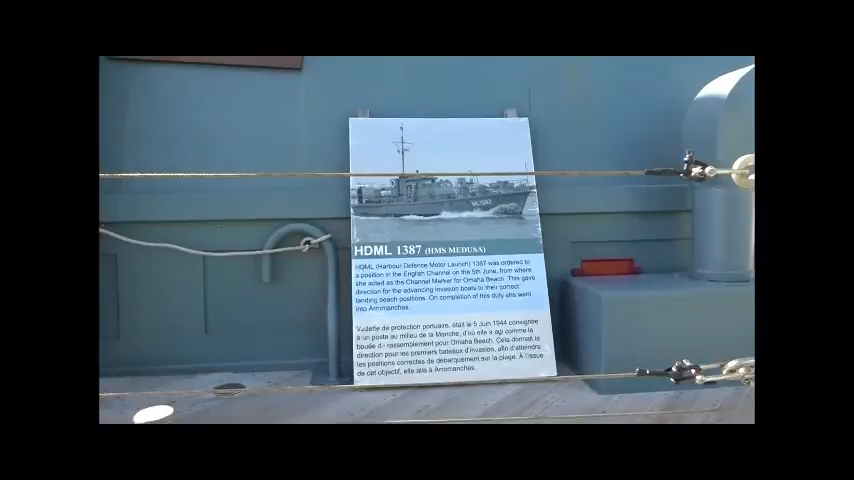 ML1387
HDML 1387 (HMS MEDUSA)
HDML (Harbour Defence Motor Launch) 1387 was ordered to
a position in the English Channel on the 5th June, from where
she acted as the Channel Marker for Omaha Beach. This gave
direction for the advancing invasion boats to their correct
landing beach positions. On completion of this duty she went
into Arromanches.
Vedette de protection portuaire, était le 5 Juin 1944 consignée
à un poste au milieu de la Manche, d'où elle a agi comme la
bouée de rassemblement pour Omaha Beach. Cela donnait la
direction pour les premiers bateaux d'invasion, afin d'atteindre
les positions correctes de débarquement sur la plage. À l'issue
de cet objectif, elle alla à Arromanches.